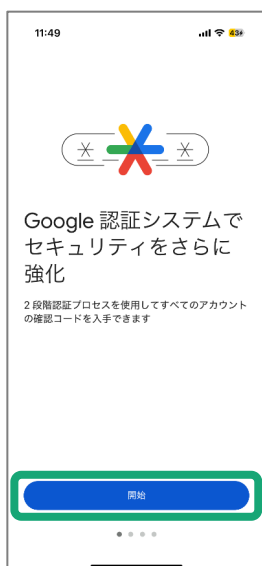 11:49
43
Google 認証システムで
セキュリティをさらに
強化
2 段階認証プロセスを使用してすべてのアカウント
の確認コードを入手できます
開始